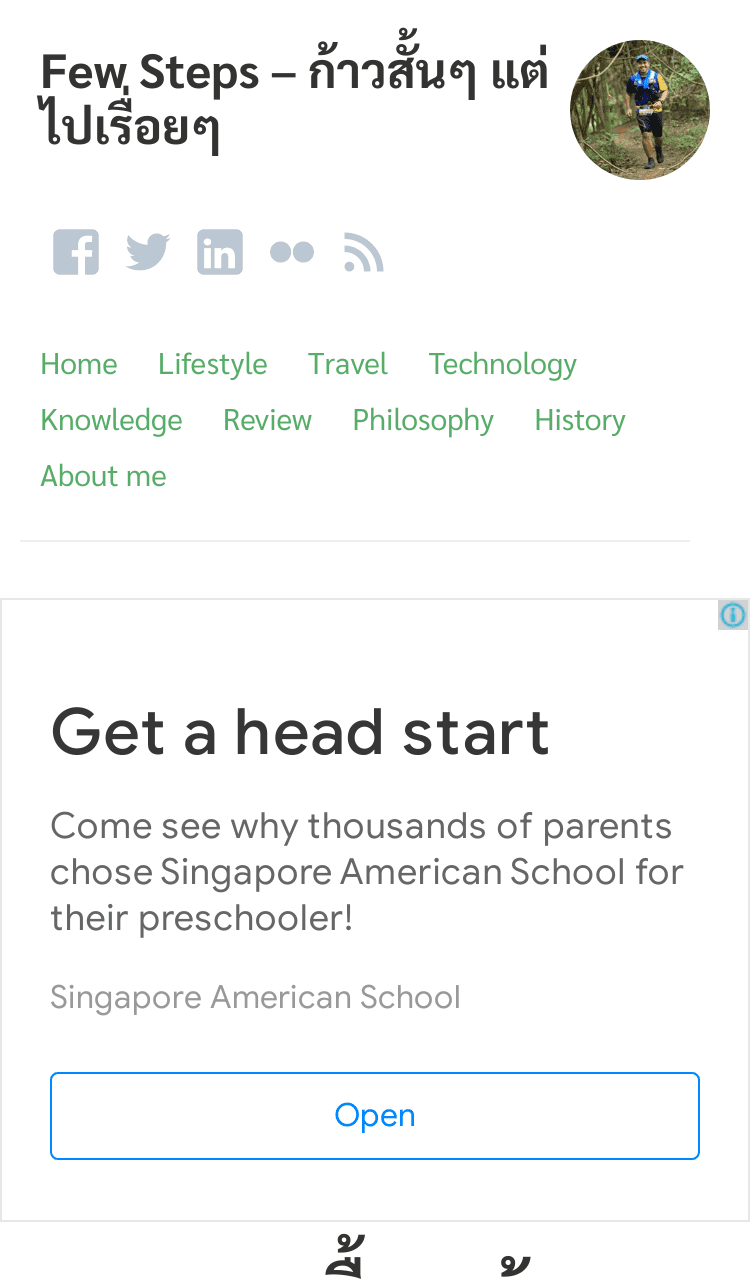 Few Steps – ก้าวสั้นๆ แต่
ไปเรื่อยๆ
Home Lifestyle Travel Technology
Knowledge Review Philosophy History
About me
Get a head start
Come see why thousands of parents
chose Singapore American School for
their preschooler!
Singapore American School
Open